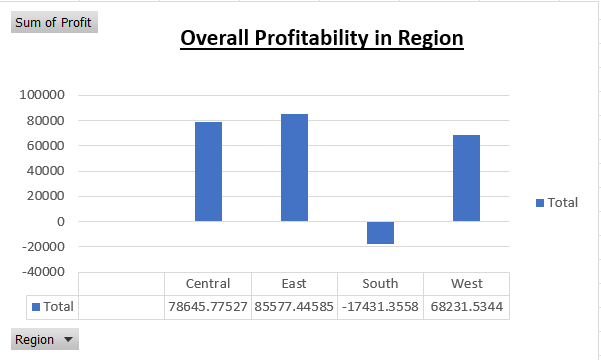 Sum of Profit
Overall Profitability in Region
100000
80000
60000
40000
20000
0
-20000
-40000
Central East South West
Total 78645.77527 85577.44585 -17431.3558 68231.5344
Total
Region